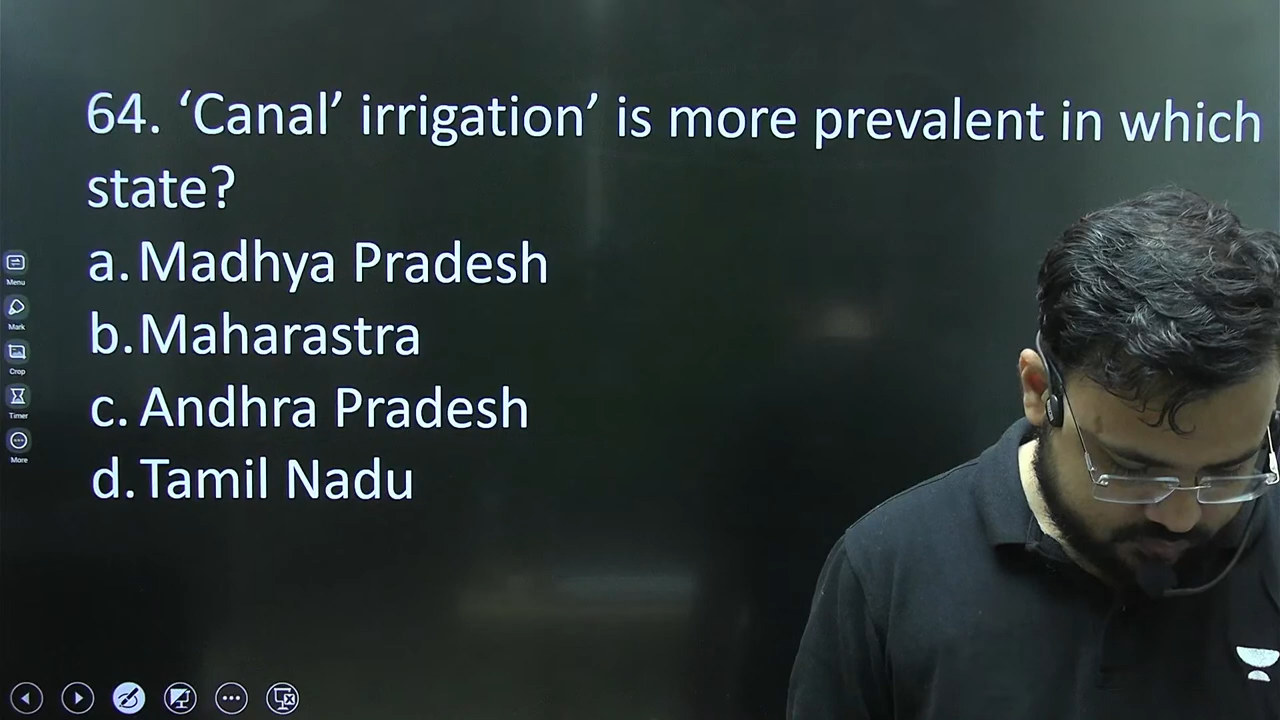 64. ‘Canal’ irrigation’ is more prevalent in which
state?
a. Madhya Pradesh
b. Maharastra
c. Andhra Pradesh
d. Tamil Nadu
Menu
Mark
Crop
Timer
More